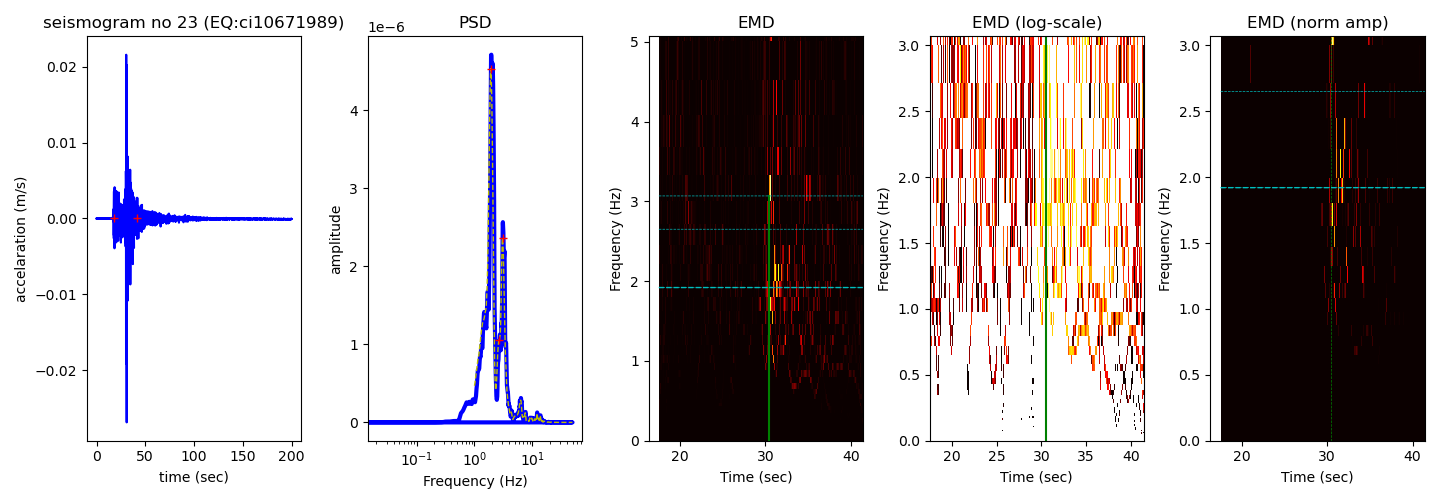 seismogram no 23 (EQ:ci10671989)
accelaration (m/s)
0.02
0.01
0.00
−0.01
−0.02
0 50 100 150 200
time (sec)
PSD
1e−6
amplitude
4
3
2
1
0
10⁻¹ 10⁰ 10¹
Frequency (Hz)
EMD
Frequency (Hz)
5
4
3
2
1
0
20 30 40
Time (sec)
EMD (log-scale)
Frequency (Hz)
3.0
2.5
2.0
1.5
1.0
0.5
0.0
20 25 30 35 40
Time (sec)
EMD (norm amp)
Frequency (Hz)
3.0
2.5
2.0
1.5
1.0
0.5
0.0
20 30 40
Time (sec)